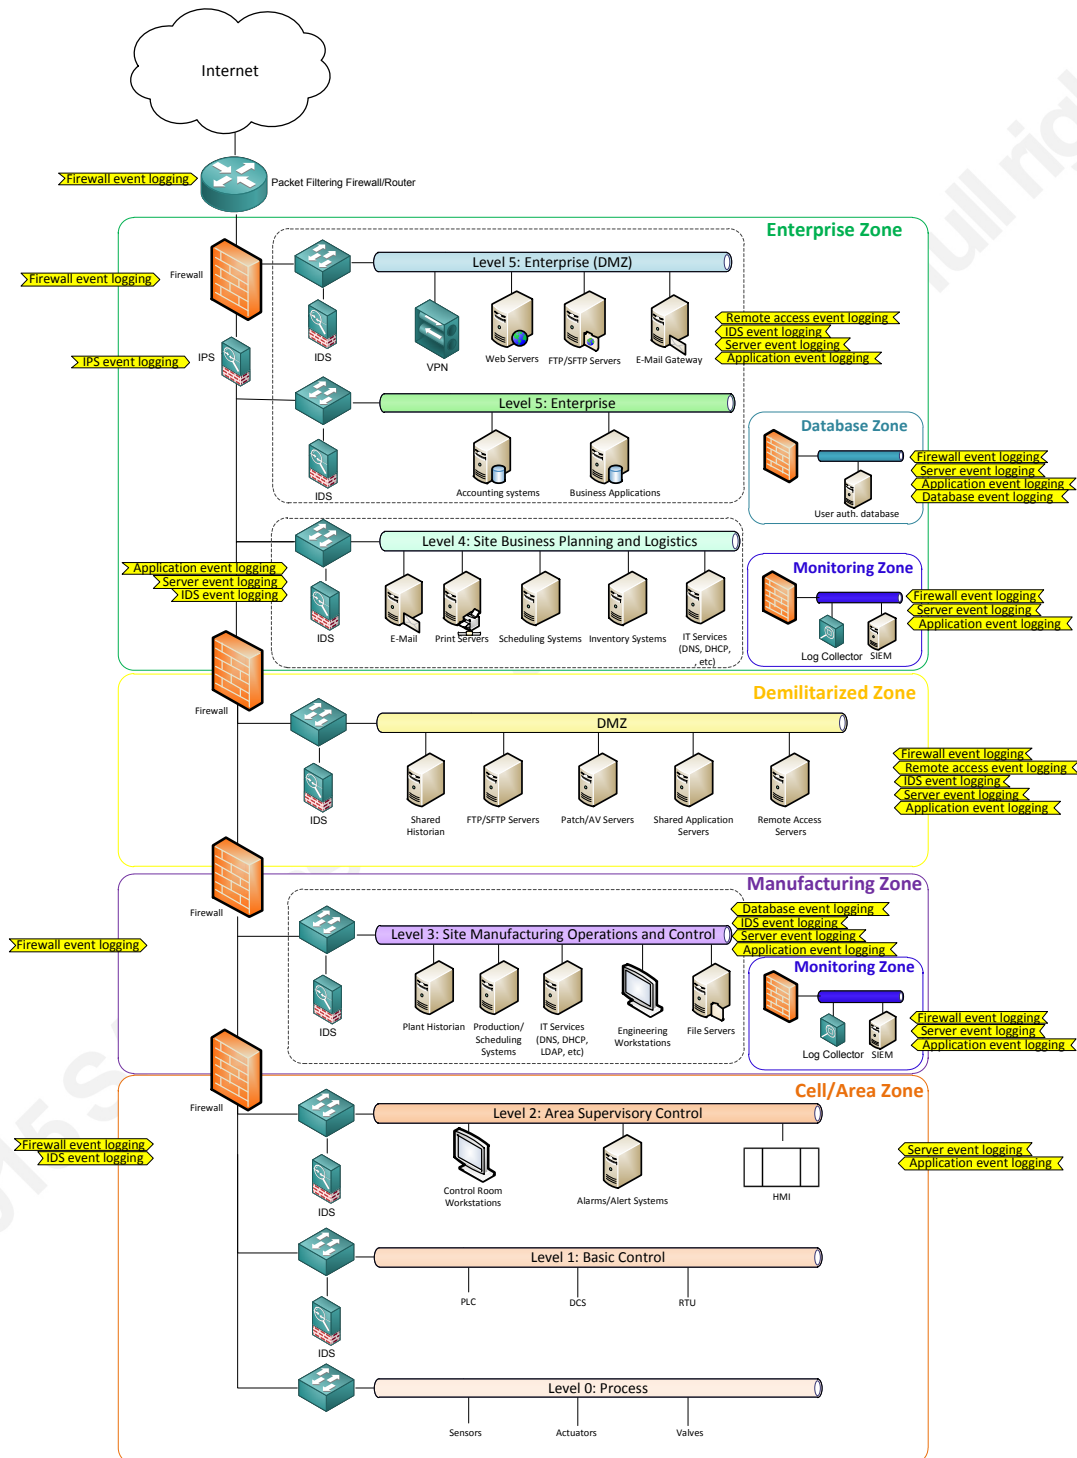 Internet
Firewall event logging
Packet Filtering Firewall/Router
Enterprise Zone
Level 5: Enterprise (DMZ)
Firewall event logging
Firewall
IDS
VPN
Web Servers
FTP/SFTP Servers
E-Mail Gateway
Remote access event logging
IDS event logging
Server event logging
Application event logging
IPS event logging
IPS
Level 5: Enterprise
IDS
Accounting systems
Business Applications
Database Zone
User auth. database
Firewall event logging
Server event logging
Application event logging
Database event logging
Level 4: Site Business Planning and Logistics
Application event logging
Server event logging
IDS event logging
IDS
E-Mail
Print Servers
Scheduling Systems
Inventory Systems
IT Services
(DNS, DHCP,
, etc)
Monitoring Zone
Log Collector
SIEM
Firewall event logging
Server event logging
Application event logging
Firewall
Demilitarized Zone
DMZ
IDS
Shared
Historian
FTP/SFTP Servers
Patch/AV Servers
Shared Application
Servers
Remote Access
Servers
Firewall event logging
Remote access event logging
IDS event logging
Server event logging
Application event logging
Firewall
Manufacturing Zone
Firewall event logging
Level 3: Site Manufacturing Operations and Control
Database event logging
IDS event logging
Server event logging
Application event logging
IDS
Plant Historian
Production/
Scheduling
Systems
IT Services
(DNS, DHCP,
LDAP, etc)
Engineering
Workstations
File Servers
Monitoring Zone
Log Collector
SIEM
Firewall event logging
Server event logging
Application event logging
Firewall
Cell/Area Zone
Level 2: Area Supervisory Control
Firewall event logging
IDS event logging
IDS
Control Room
Workstations
Alarms/Alert Systems
HMI
Server event logging
Application event logging
Level 1: Basic Control
IDS
PLC
DCS
RTU
Level 0: Process
Sensors
Actuators
Valves
full rig